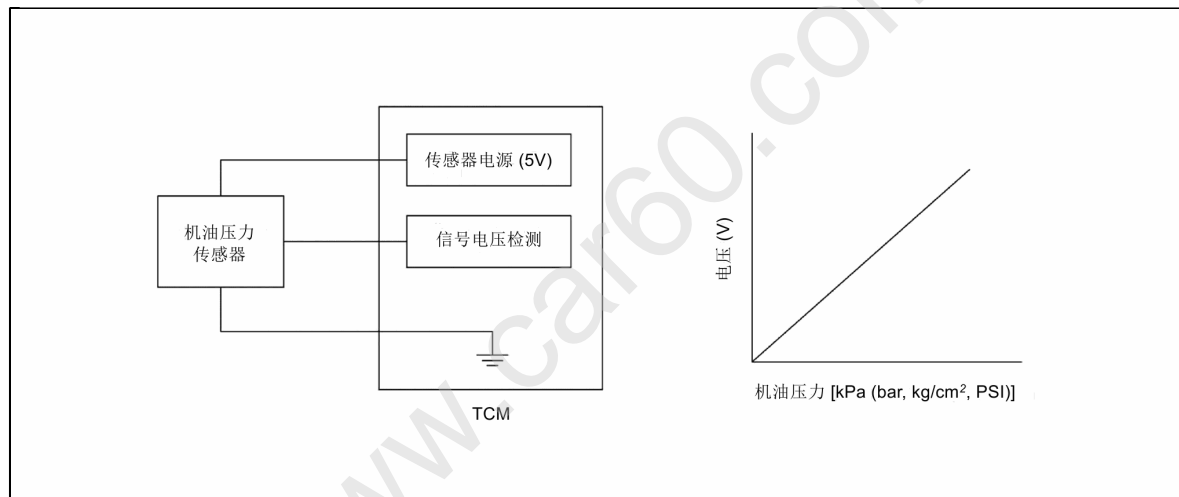 传感器电源 (5V)
机油压力
传感器
信号电压检测
TCM
电压 (V)
机油压力 [kPa (bar, kg/cm², PSI)]
www.car60.com